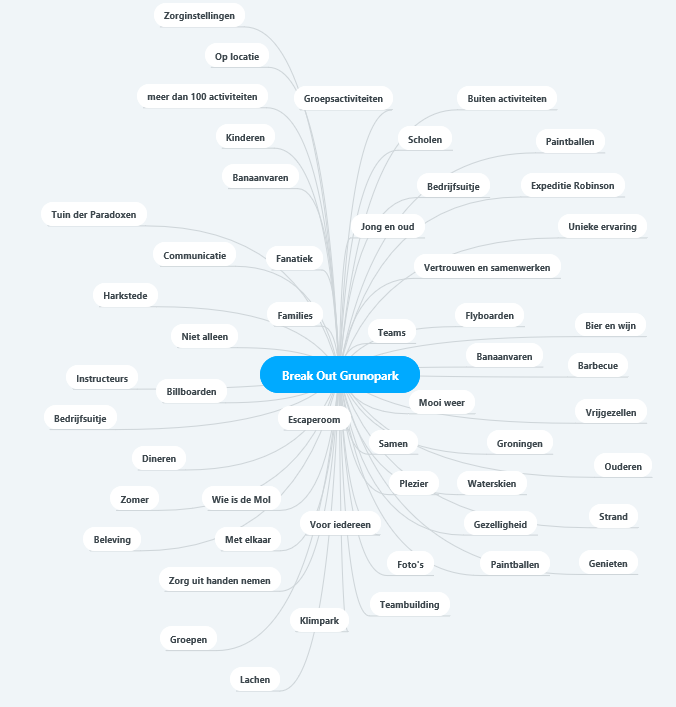 Zorginstellingen
Op locatie
meer dan 100 activiteiten
Groepsactiviteiten
Buiten activiteiten
Kinderen
Scholen
Paintballen
Banaanvaren
Bedrijfsuitje
Expeditie Robinson
Tuin der Paradoxen
Jong en oud
Unieke ervaring
Communicatie
Fanatiek
Vertrouwen en samenwerken
Harkstede
Families
Flyboarden
Niet alleen
Teams
Bier en wijn
Banaanvaren
Barbecue
Break Out Grunopark
Instructeurs
Billboarden
Mooi weer
Bedrijfsuitje
Escaperoom
Vrijgezellen
Samen
Groningen
Dineren
Ouderen
Plezier
Waterskien
Zomer
Wie is de Mol
Strand
Voor iedereen
Gezelligheid
Beleving
Met elkaar
Foto's
Paintballen
Genieten
Zorg uit handen nemen
Teambuilding
Klimpark
Groepen
Lachen